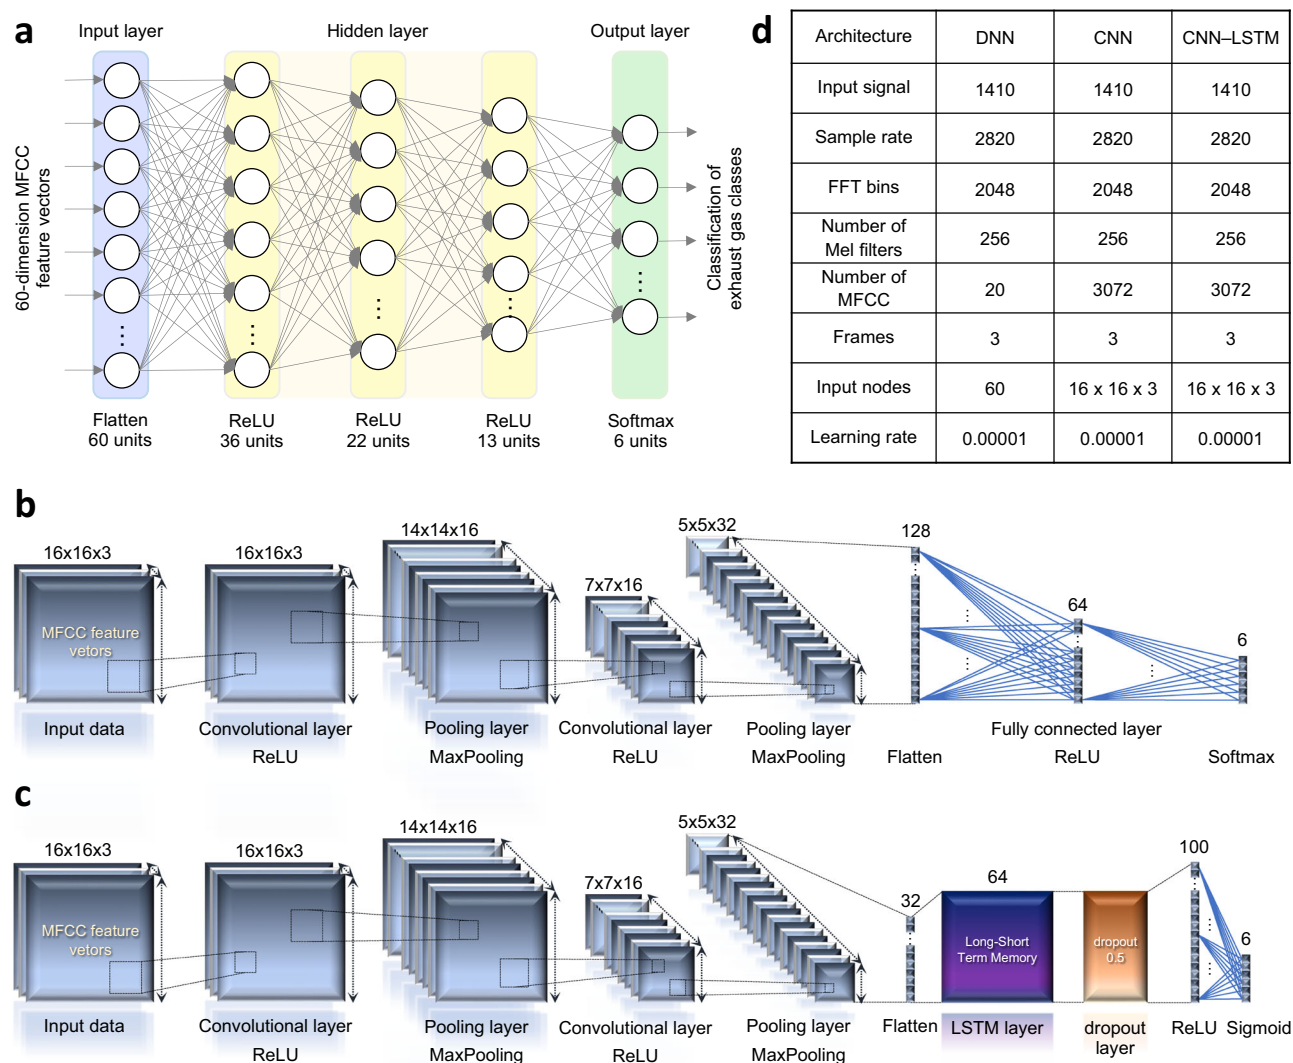 a
Input layer
Hidden layer
Output layer
60-dimension MFCC
feature vectors
Classification of
exhaust gas classes
Flatten
60 units
ReLU
36 units
ReLU
22 units
ReLU
13 units
Softmax
6 units
d
Architecture DNN CNN CNN–LSTM
Input signal 1410 1410 1410
Sample rate 2820 2820 2820
FFT bins 2048 2048 2048
Number of
Mel filters 256 256 256
Number of
MFCC 20 3072 3072
Frames 3 3 3
Input nodes 60 16 x 16 x 3 16 x 16 x 3
Learning rate 0.00001 0.00001 0.00001
b
16x16x3
16x16x3
14x14x16
7x7x16
5x5x32
128
64
6
MFCC feature
vetors
Input data
Convolutional layer
ReLU
Pooling layer
MaxPooling
Convolutional layer
ReLU
Pooling layer
MaxPooling
Flatten
Fully connected layer
ReLU
Softmax
c
16x16x3
16x16x3
14x14x16
7x7x16
5x5x32
32
64
100
6
MFCC feature
vetors
Long-Short
Term Memory
dropout
0.5
Input data
Convolutional layer
ReLU
Pooling layer
MaxPooling
Convolutional layer
ReLU
Pooling layer
MaxPooling
Flatten
LSTM layer
dropout
layer
ReLU
Sigmoid